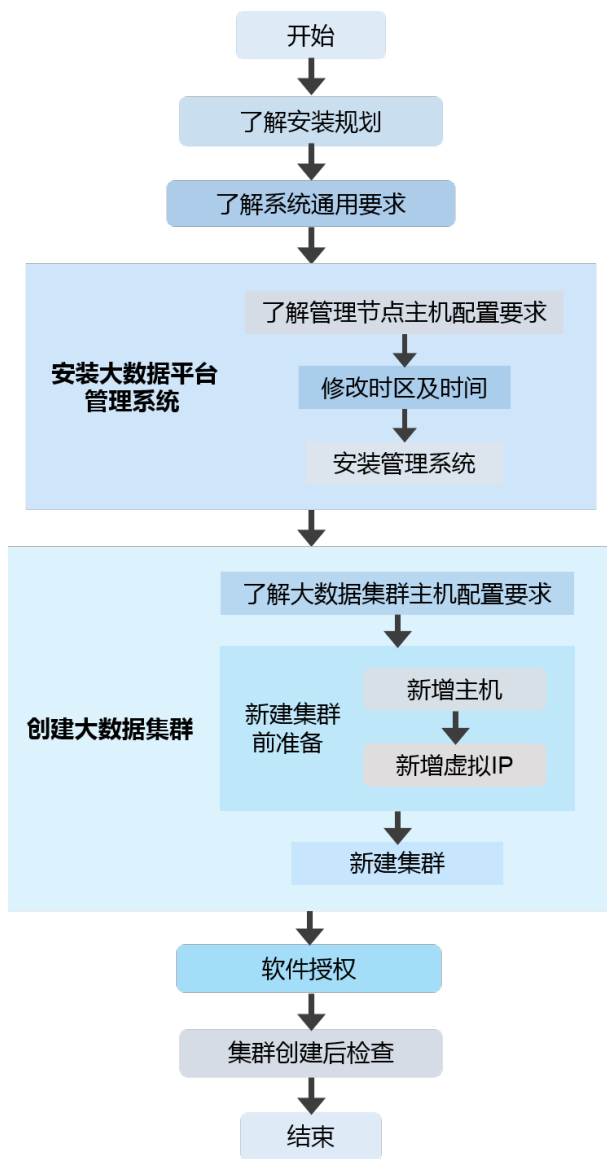 开始
了解安装规划
了解系统通用要求
安装大数据平台
管理系统
了解管理节点主机配置要求
修改时区及时间
安装管理系统
创建大数据集群
了解大数据集群主机配置要求
新建集群
前准备
新增主机
新增虚拟IP
新建集群
软件授权
集群创建后检查
结束